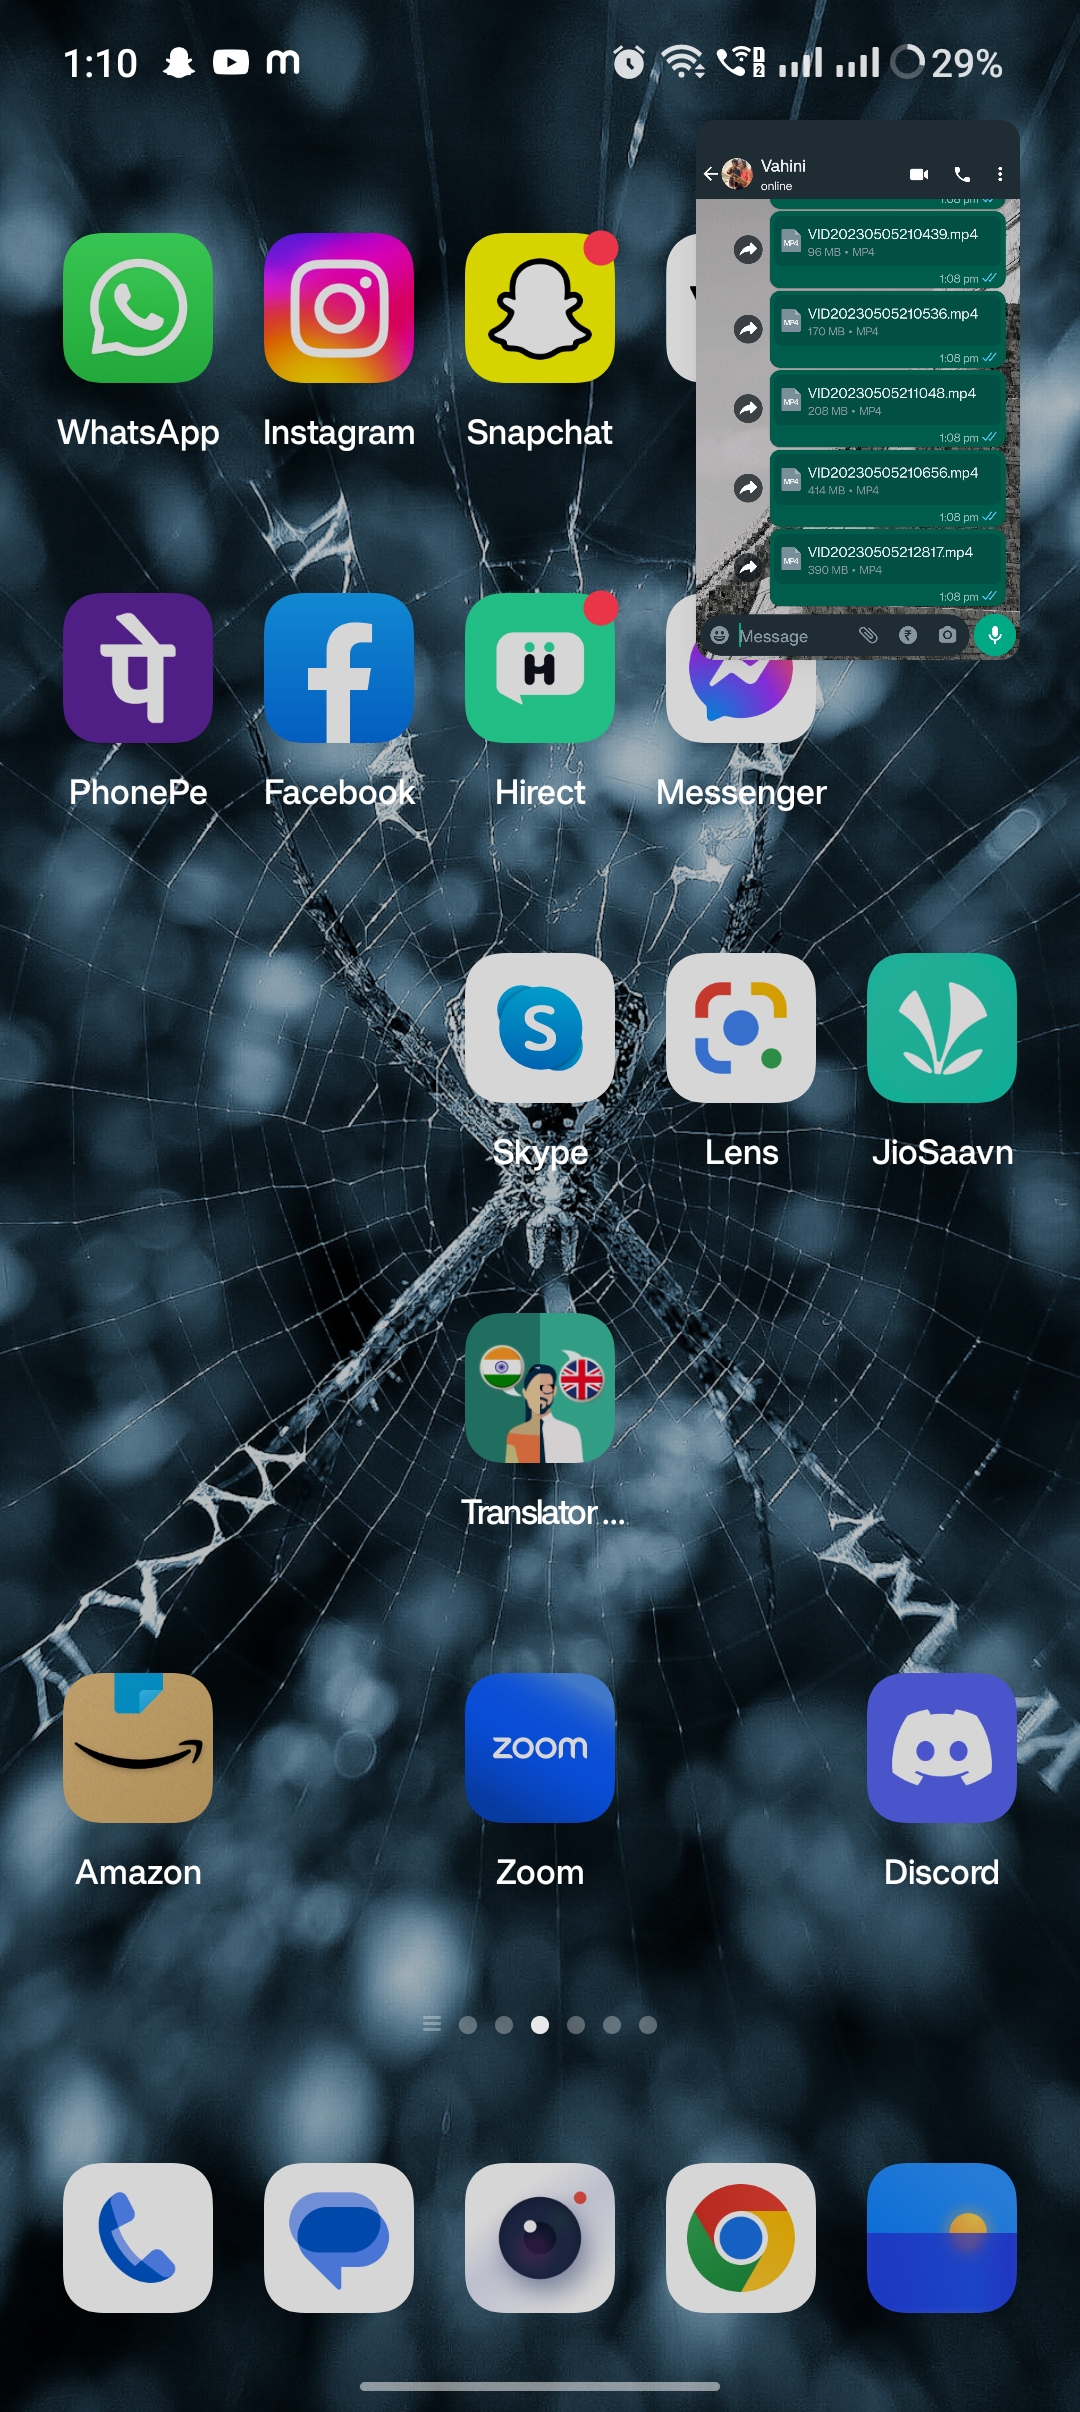 1:10
29%
Vahini
online
1:08 pm
VID20230505210439.mp4
96 MB • MP4
1:08 pm
VID20230505210536.mp4
170 MB • MP4
1:08 pm
VID20230505211048.mp4
208 MB • MP4
1:08 pm
VID20230505210656.mp4
414 MB • MP4
1:08 pm
VID20230505212817.mp4
390 MB • MP4
1:08 pm
Message
WhatsApp
Instagram
Snapchat
पे
PhonePe
Facebook
Hirect
Messenger
Skype
Lens
JioSaavn
Translator ...
zoom
Amazon
Zoom
Discord